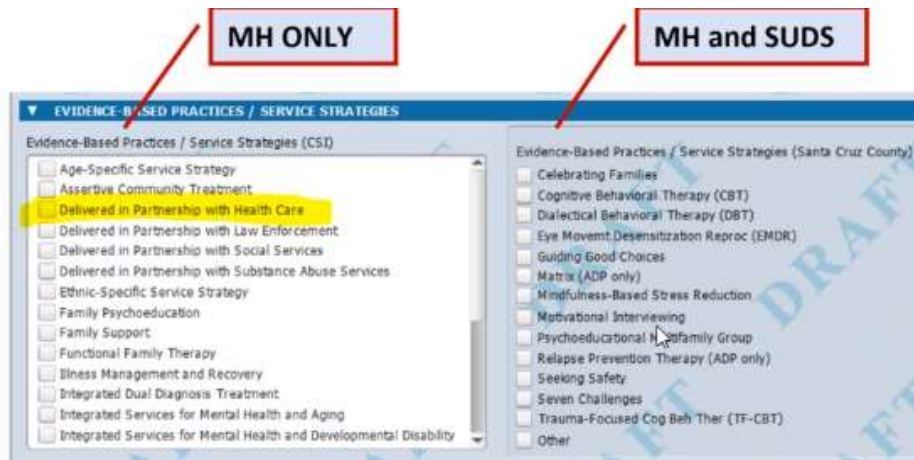 MH ONLY
MH and SUDS
EVIDENCE-BASED PRACTICES / SERVICE STRATEGIES
Evidence-Based Practices / Service Strategies (CSI)
Age-Specific Service Strategy
Assertive Community Treatment
Delivered in Partnership with Health Care
Delivered in Partnership with Law Enforcement
Delivered in Partnership with Social Services
Delivered in Partnership with Substance Abuse Services
Ethnic-Specific Service Strategy
Family Psychoeducation
Family Support
Functional Family Therapy
Illness Management and Recovery
Integrated Dual Diagnosis Treatment
Integrated Services for Mental Health and Aging
Integrated Services for Mental Health and Developmental Disability
Evidence-Based Practices / Service Strategies (Santa Cruz County)
Celebrating Families
Cognitive Behavioral Therapy (CBT)
Dialectical Behavioral Therapy (DBT)
Eye Movemt Desensitization Reproc (EMDR)
Guiding Good Choices
Matrix (ADP only)
Mindfulness-Based Stress Reduction
Motivational Interviewing
Psychoeducational Multifamily Group
Relapse Prevention Therapy (ADP only)
Seeking Safety
Seven Challenges
Trauma-Focused Cog Beh Ther (TF-CBT)
Other
DRAFT
DRAFT